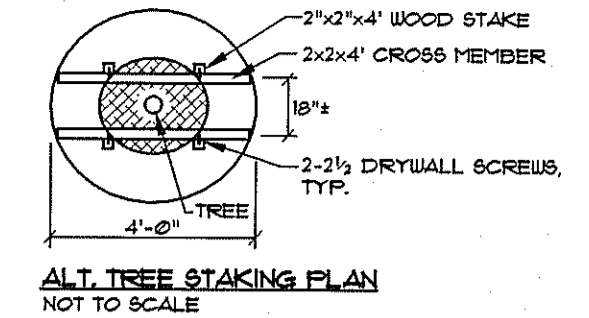 2"x2"x4' WOOD STAKE
2x2x4' CROSS MEMBER
18"±
2-2½ DRYWALL SCREWS,
TYP.
TREE
4'-0"
ALT. TREE STAKING PLAN
NOT TO SCALE